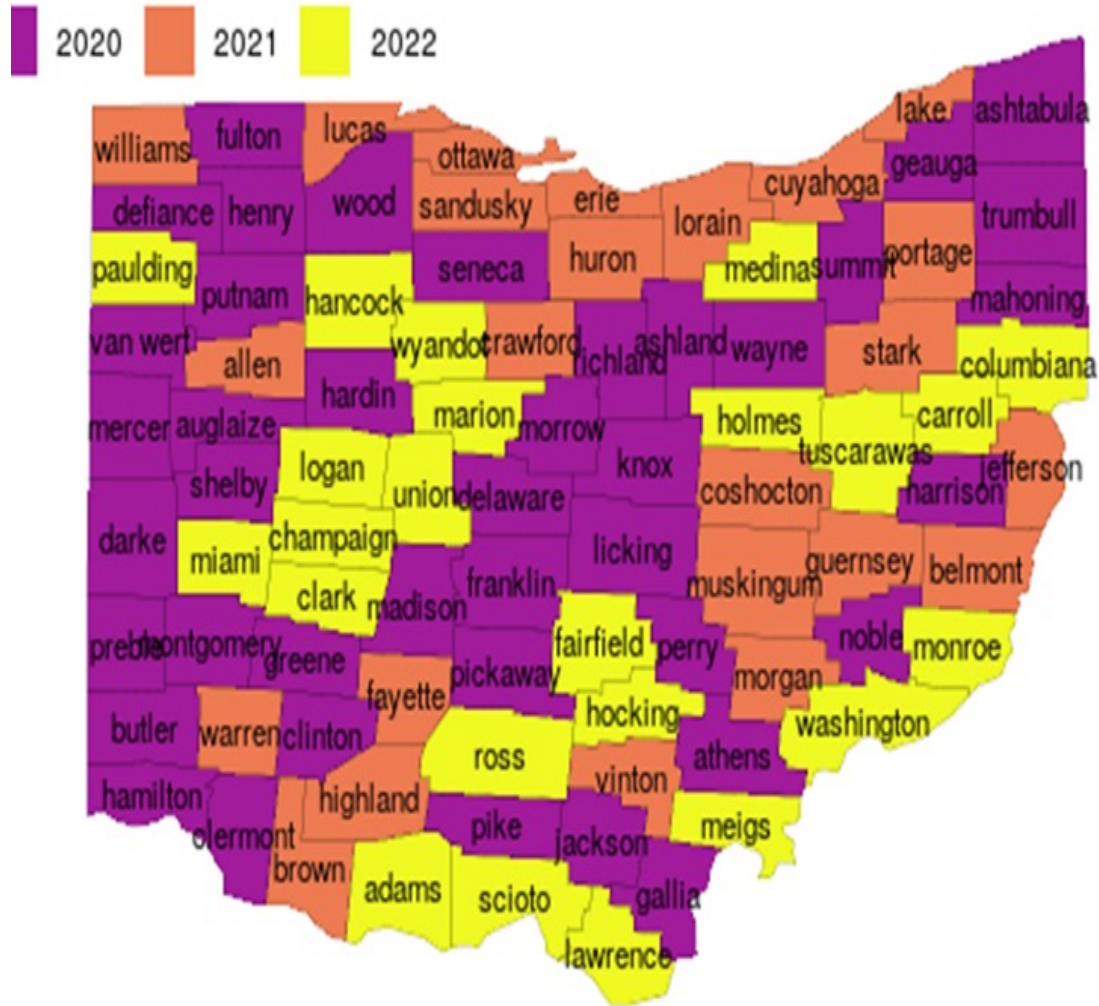 2020 2021 2022
williams fulton lucas ottawa lake ashtabula
geauga
defiance henry wood sandusky erie lorain cuyahoga trumbull
paulding putnam hancock seneca huron medina summit portage mahoning
van wert allen wyandot crawford richland ashland wayne stark columbiana
mercer auglaize hardin marion morrow holmes tuscarawas carroll
shelby logan union delaware knox coshocton harrison jefferson
darke miami champaign licking muskingum guernsey belmont
clark madison franklin
preble montgomery greene pickaway fairfield perry noble monroe
butler warren clinton fayette hocking morgan washington
hamilton highland ross vinton athens
clermont brown pike jackson meigs
adams scioto gallia
lawrence